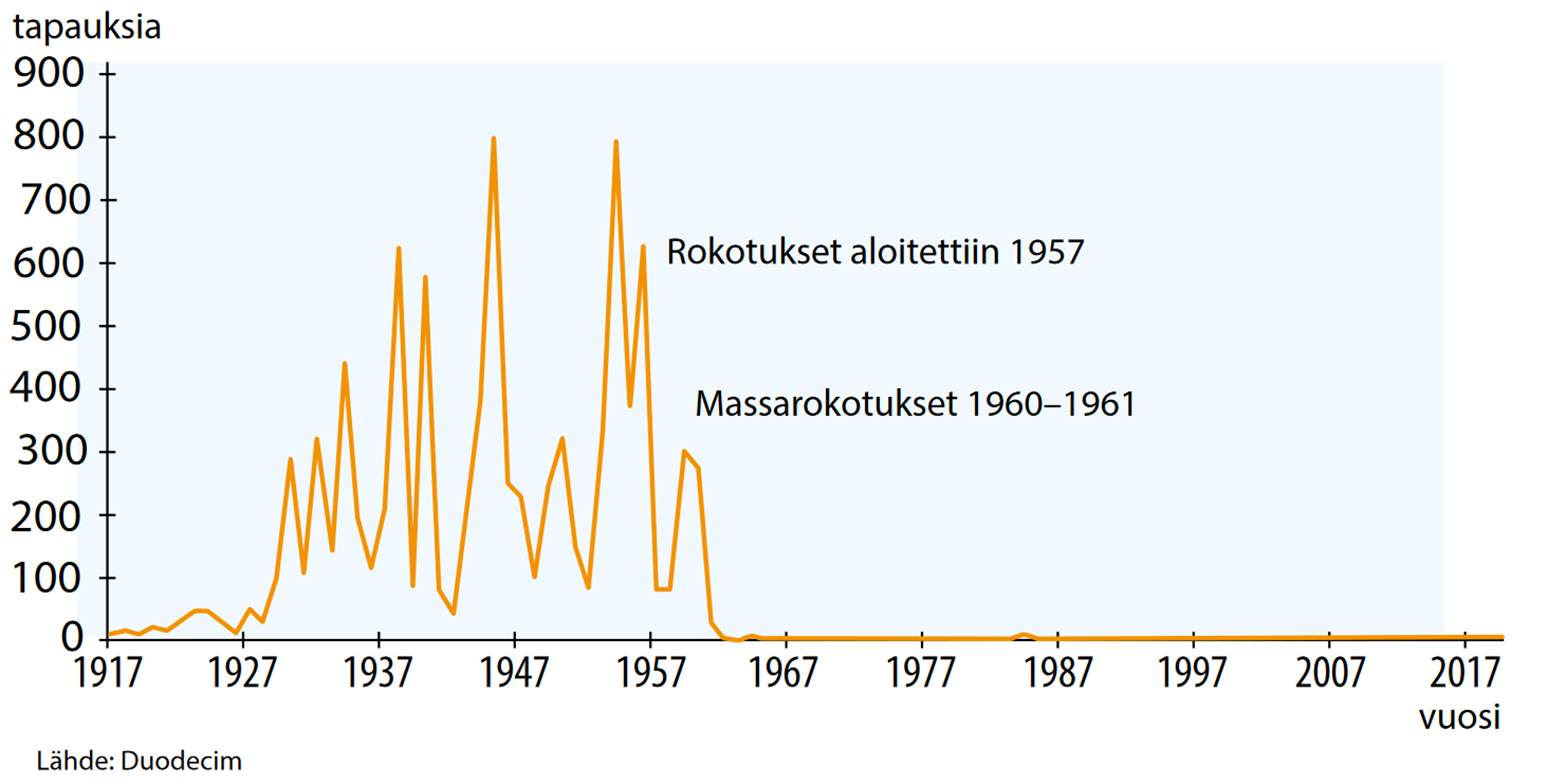 tapauksia
900
800
700
600
500
400
300
200
100
0
Rokotukset aloitettiin 1957
Massarokotukset 1960–1961
1917 1927 1937 1947 1957 1967 1977 1987 1997 2007 2017
vuosi
Lähde: Duodecim